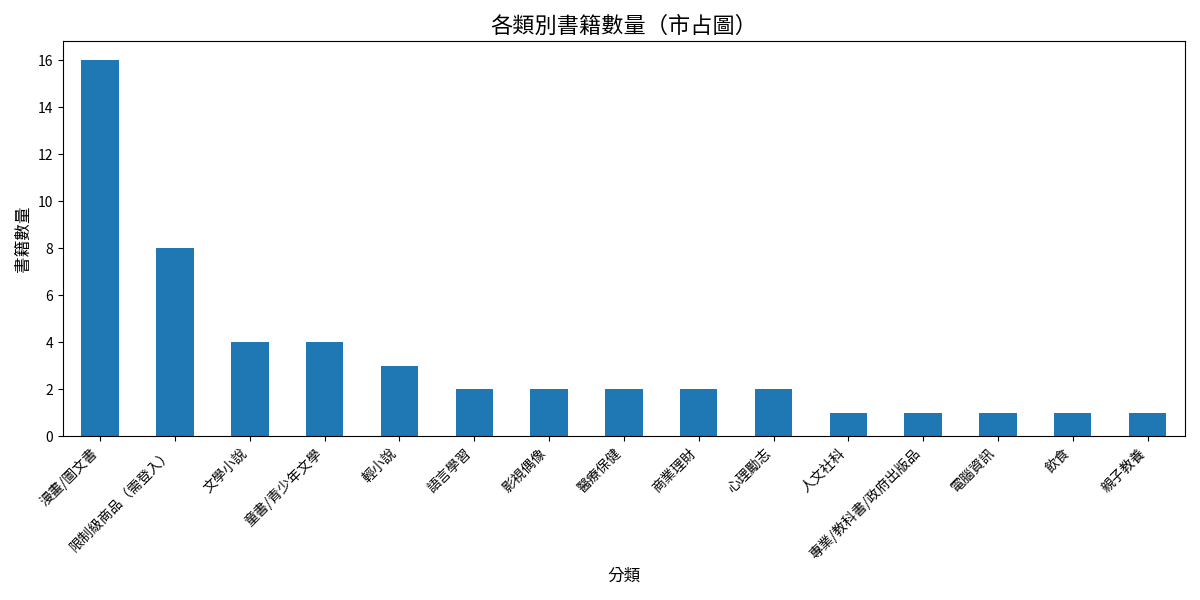 各類別書籍數量（市占圖）
書籍數量
16
14
12
10
8
6
4
2
0
漫畫/圖文書
限制級商品（需登入）
文學小說
童書/青少年文學
輕小說
語言學習
影視偶像
醫療保健
商業理財
心理勵志
人文社科
專業/教科書/政府出版品
電腦資訊
飲食
親子教養
分類